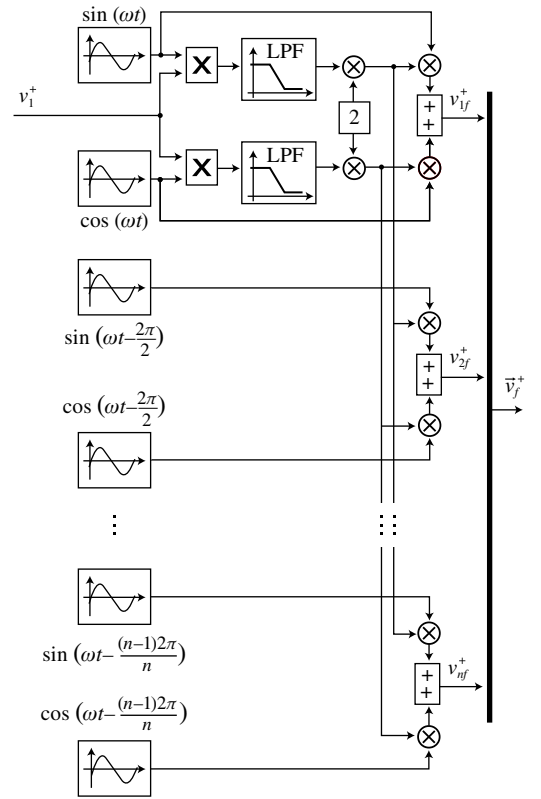 sin (ωt)
LPF
X
v₁⁺
2
v₁f⁺
+
+
LPF
X
cos (ωt)
sin (ωt–2π/2)
v₂f⁺
+
+
v⃗f⁺
cos (ωt–2π/2)
sin (ωt– (n–1)2π/n)
vnf⁺
+
+
cos (ωt– (n–1)2π/n)